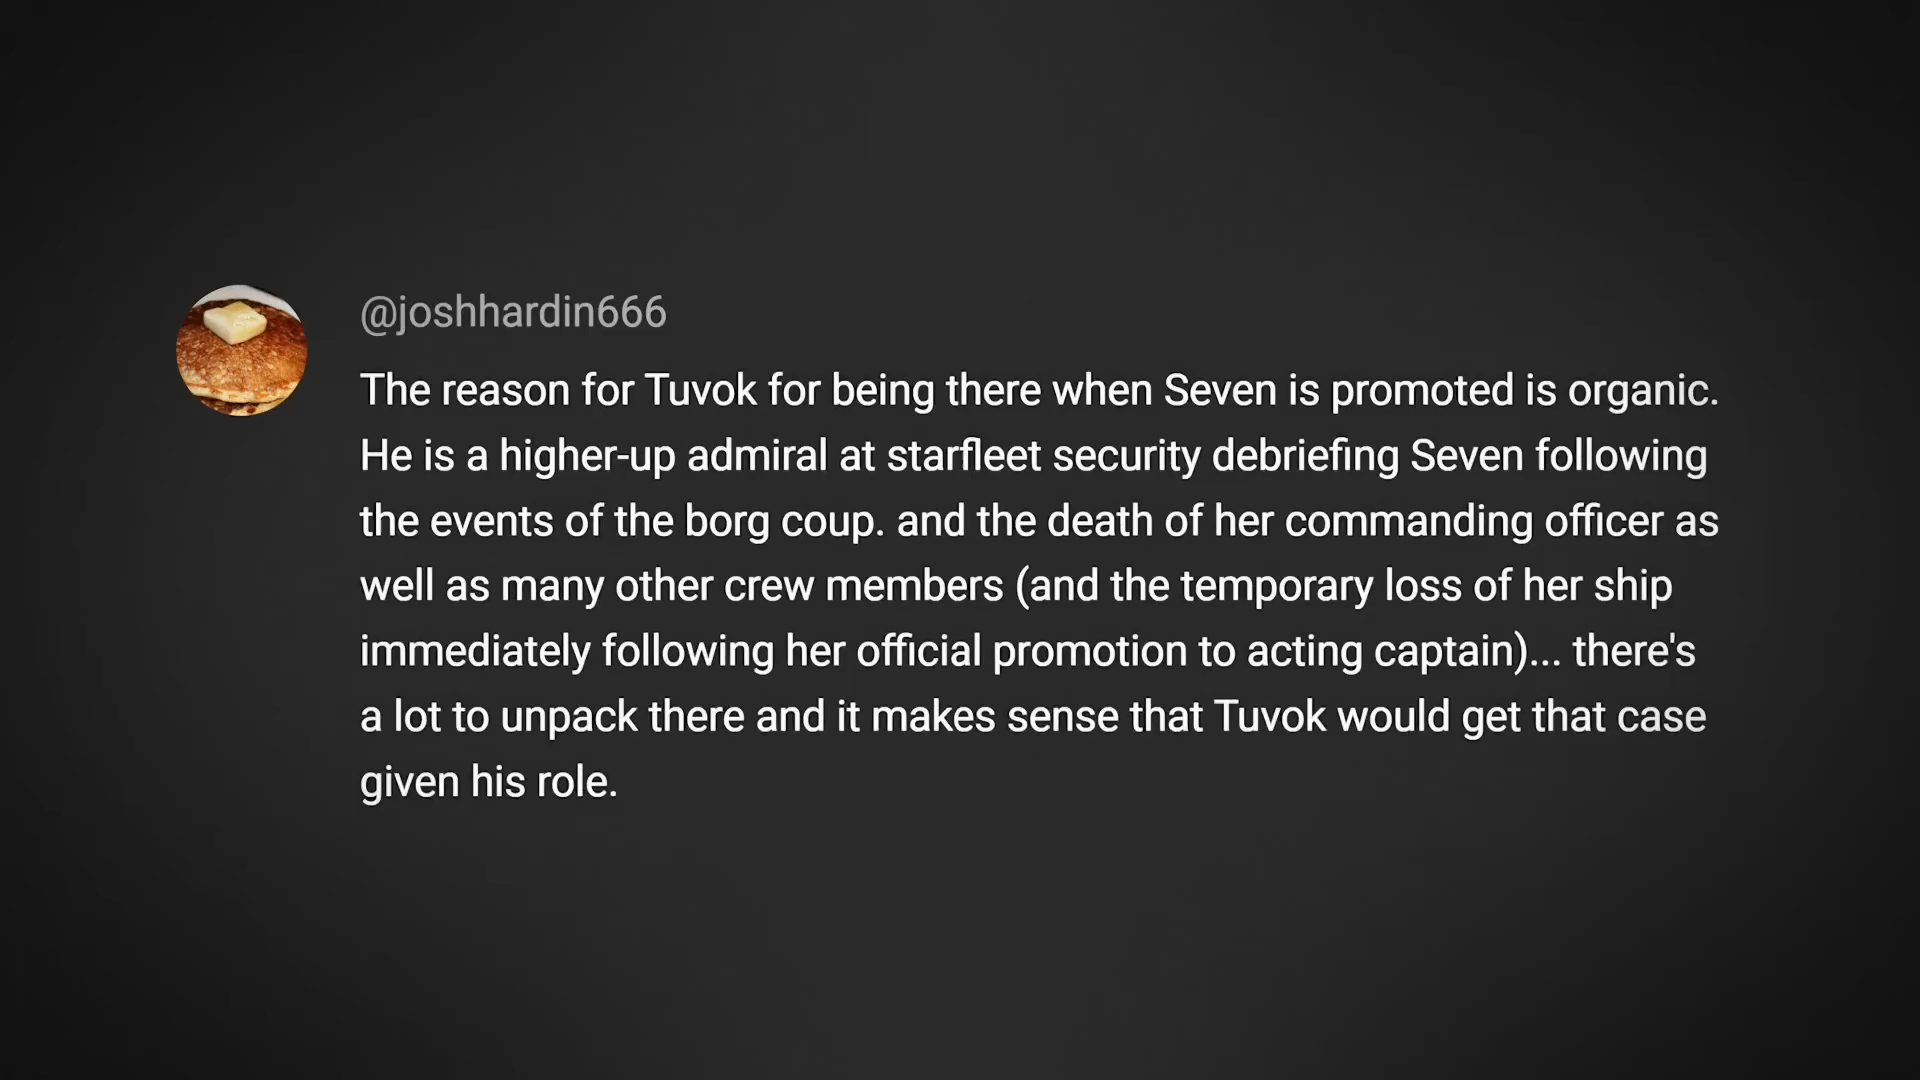 @joshhardin666
The reason for Tuvok for being there when Seven is promoted is organic.
He is a higher-up admiral at starfleet security debriefing Seven following
the events of the borg coup. and the death of her commanding officer as
well as many other crew members (and the temporary loss of her ship
immediately following her official promotion to acting captain)... there's
a lot to unpack there and it makes sense that Tuvok would get that case
given his role.